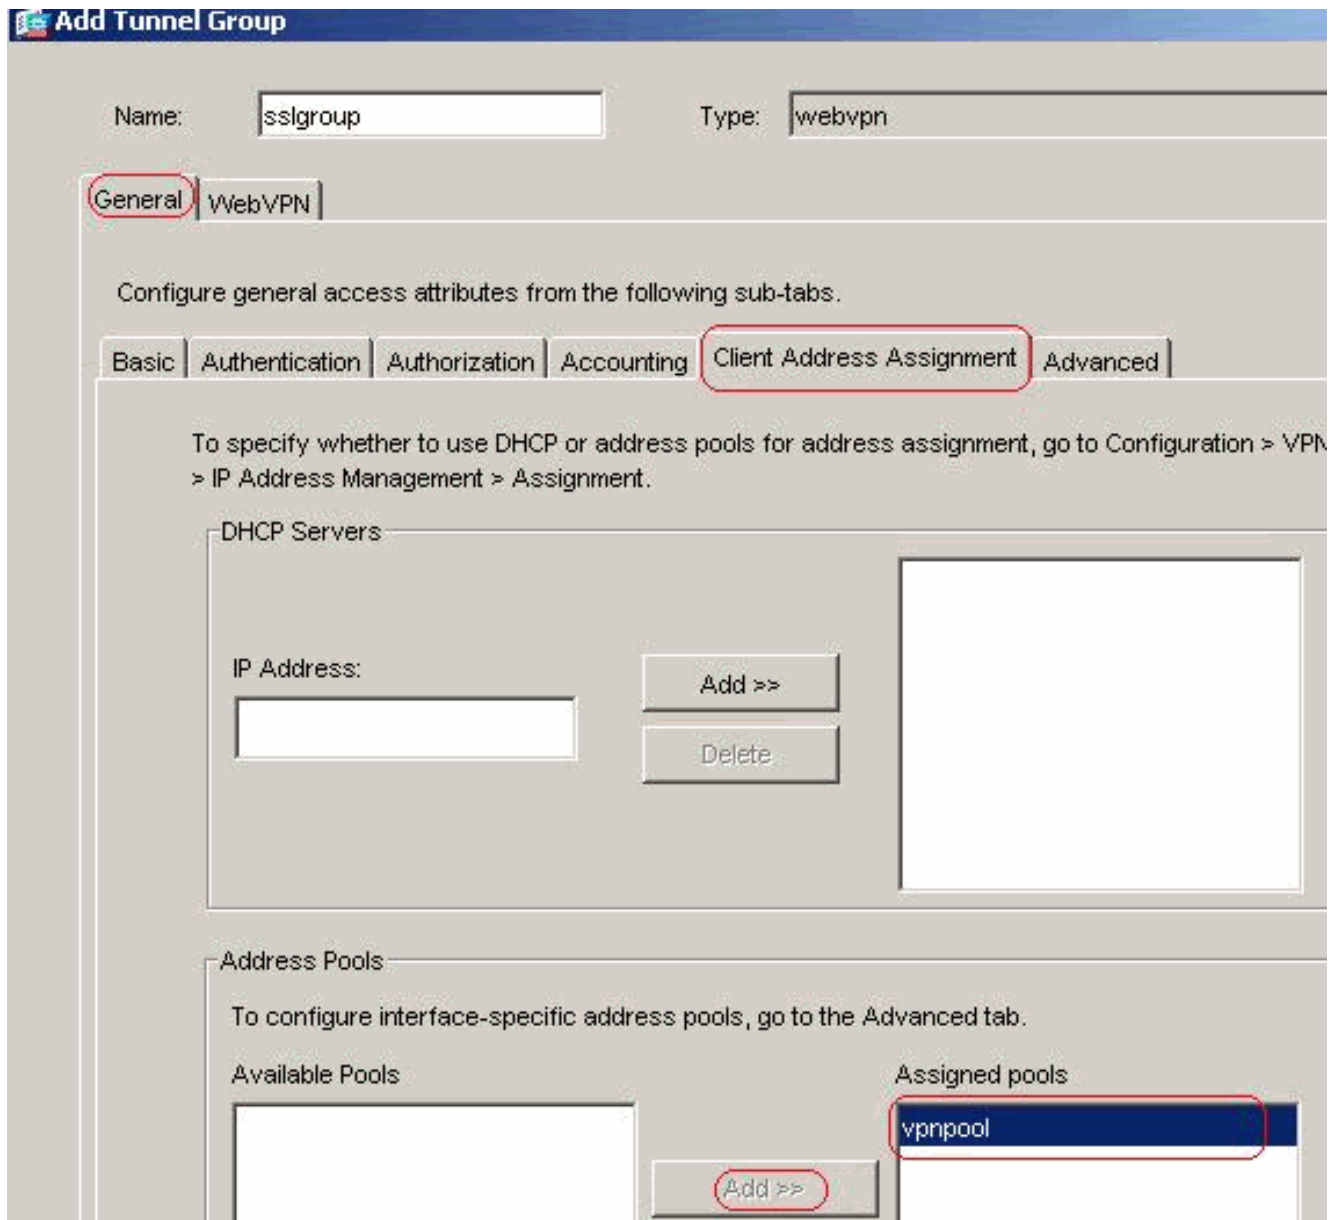 Add Tunnel Group
Name: sslgroup Type: webvpn
General WebVPN
Configure general access attributes from the following sub-tabs.
Basic Authentication Authorization Accounting Client Address Assignment Advanced
To specify whether to use DHCP or address pools for address assignment, go to Configuration > VPN
> IP Address Management > Assignment.
DHCP Servers
IP Address:
Add >>
Delete
Address Pools
To configure interface-specific address pools, go to the Advanced tab.
Available Pools Assigned pools
vpnpool
Add >>